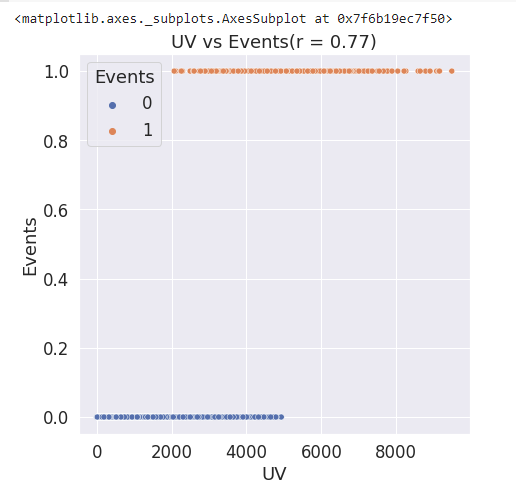 <matplotlib.axes._subplots.AxesSubplot at 0x7f6b19ec7f50>
UV vs Events(r = 0.77)
Events
0
1
1.0
0.8
0.6
0.4
0.2
0.0
Events
0
2000
4000
6000
8000
UV